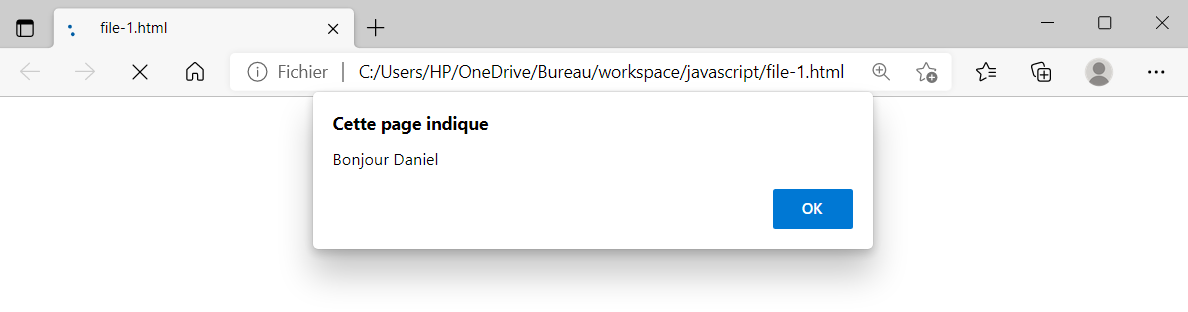 file-1.html
Fichier | C:/Users/HP/OneDrive/Bureau/workspace/javascript/file-1.html
Cette page indique
Bonjour Daniel
OK